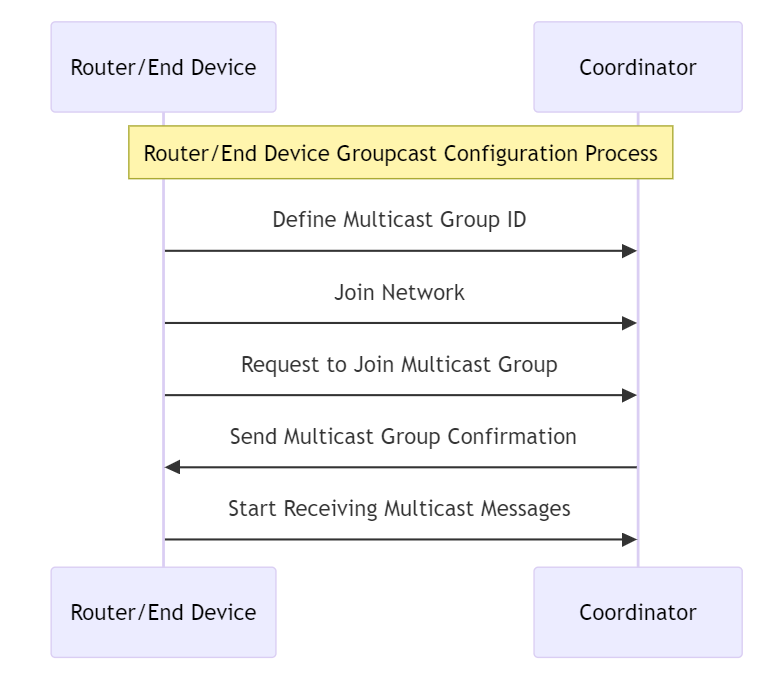 Router/End Device
Coordinator
Router/End Device Groupcast Configuration Process
Define Multicast Group ID
Join Network
Request to Join Multicast Group
Send Multicast Group Confirmation
Start Receiving Multicast Messages
Router/End Device
Coordinator